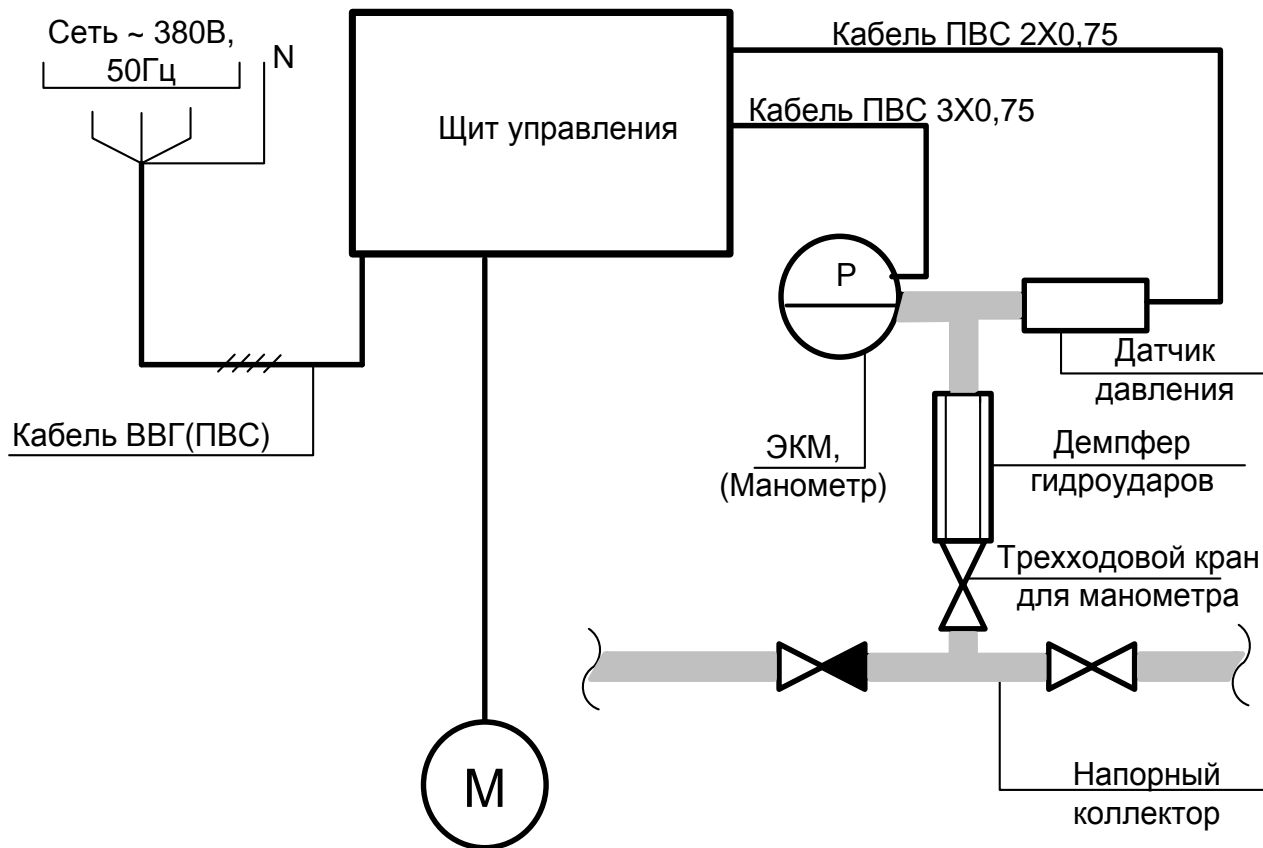 Сеть ~ 380В,
50Гц
N
Кабель ПВС 2Х0,75
Кабель ПВС 3Х0,75
Щит управления
P
Датчик
давления
Кабель ВВГ(ПВС)
ЭКМ,
(Манометр)
Демпфер
гидроударов
Трехходовой кран
для манометра
М
Напорный
коллектор